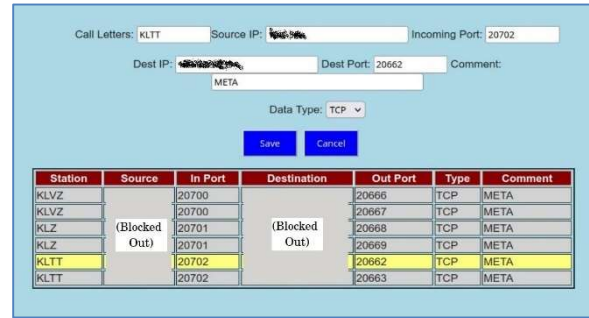 Call Letters: KLTT Source IP: Incoming Port: 20702
Dest IP: Dest Port: 20662 Comment:
META
Data Type: TCP
Save Cancel
Station Source In Port Destination Out Port Type Comment
KLVZ 20700 20666 TCP META
KLVZ 20700 20667 TCP META
KLZ (Blocked 20701 (Blocked 20668 TCP META
KLZ Out) 20701 Out) 20669 TCP META
KLTT 20702 20662 TCP META
KLTT 20702 20663 TCP META